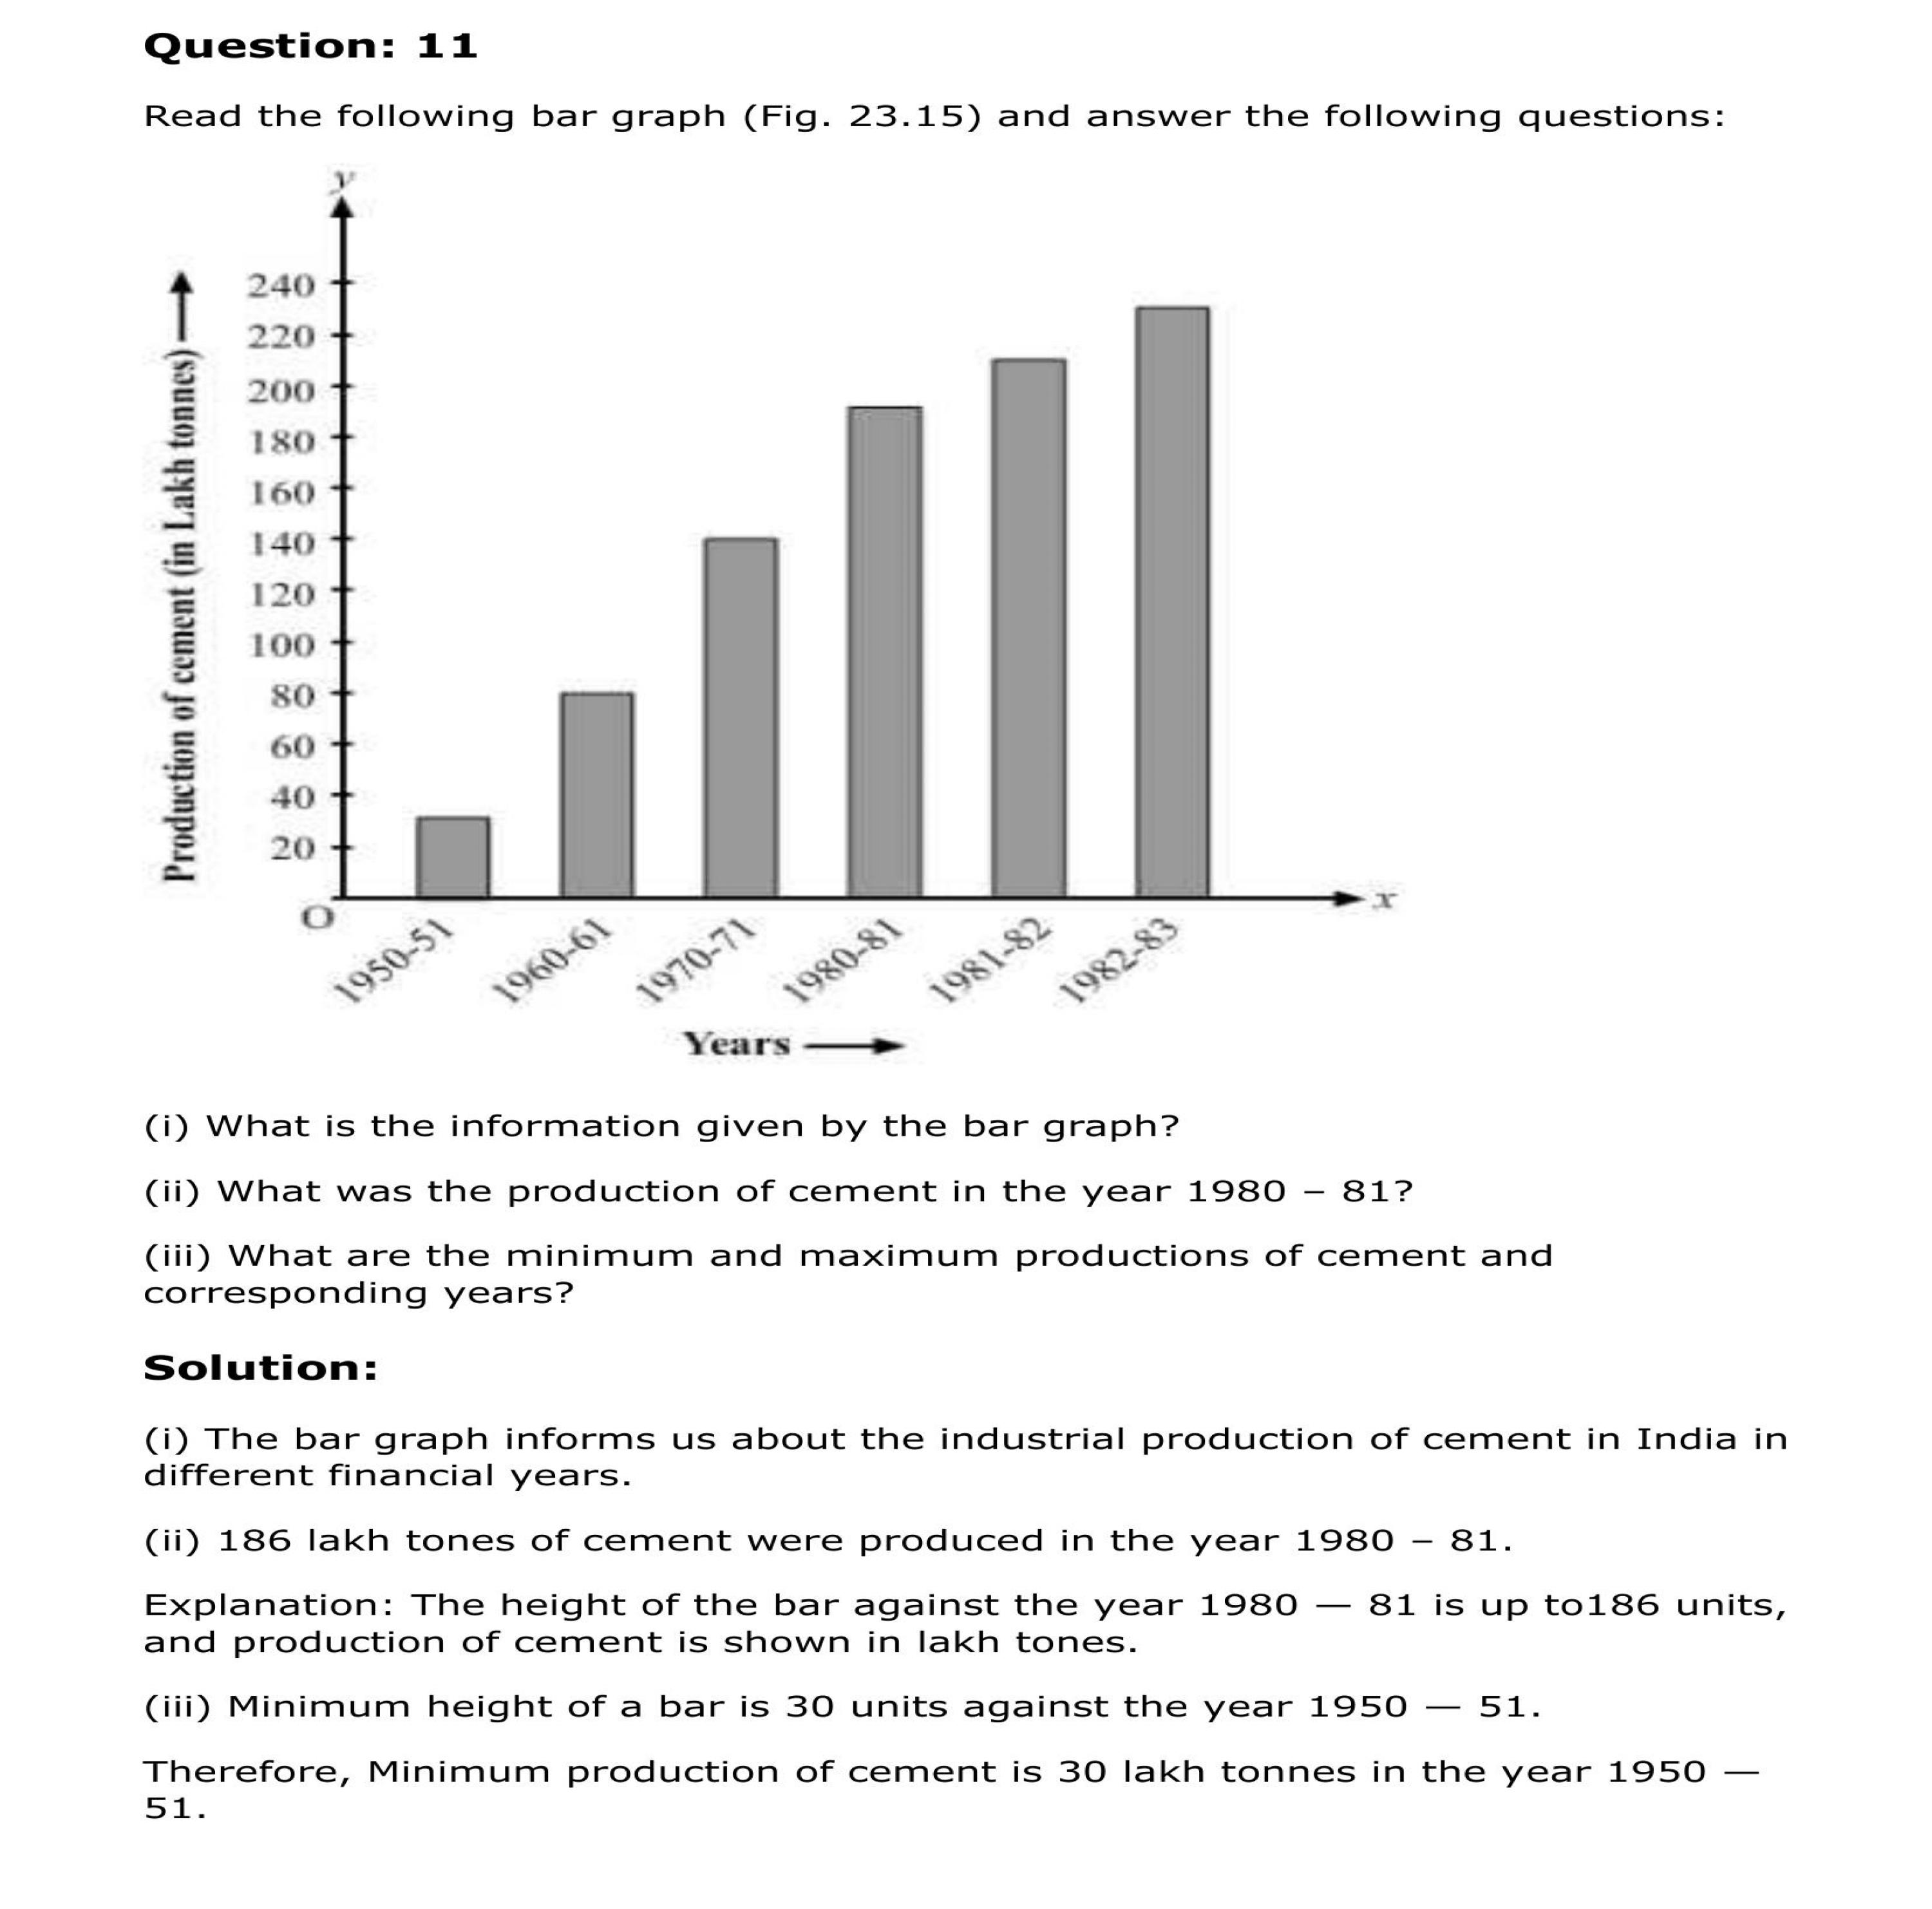 Question: 11
Read the following bar graph (Fig. 23.15) and answer the following questions:
y
240
220
200
180
160
140
120
100
80
60
40
20
O
Production of cement (in Lakh tonnes)
x
1950-51
1960-61
1970-71
1980-81
1981-82
1982-83
Years
(i) What is the information given by the bar graph?
(ii) What was the production of cement in the year 1980 – 81?
(iii) What are the minimum and maximum productions of cement and
corresponding years?
Solution:
(i) The bar graph informs us about the industrial production of cement in India in
different financial years.
(ii) 186 lakh tones of cement were produced in the year 1980 – 81.
Explanation: The height of the bar against the year 1980 — 81 is up to186 units,
and production of cement is shown in lakh tones.
(iii) Minimum height of a bar is 30 units against the year 1950 — 51.
Therefore, Minimum production of cement is 30 lakh tonnes in the year 1950 —
51.